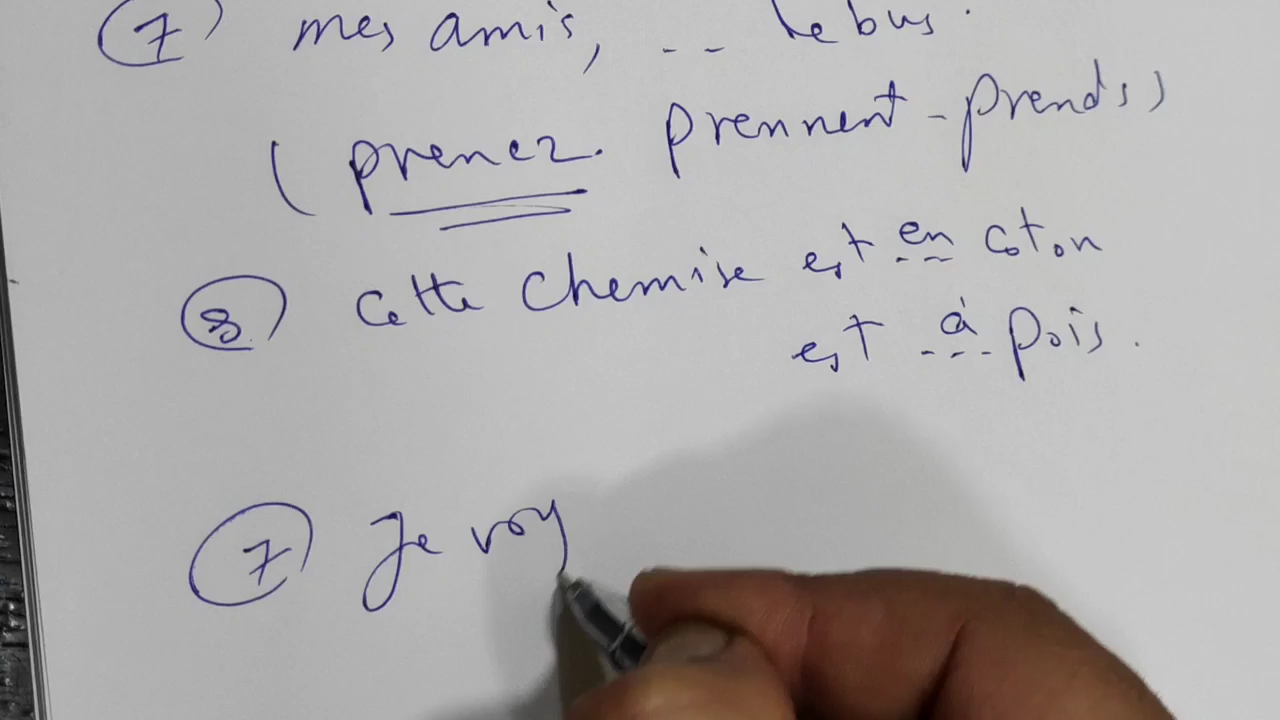 7 mes amis, -- le bus.
( prenez. prennent - prends )
8 Cette chemise est en coton
est à pois.
7 Je voy